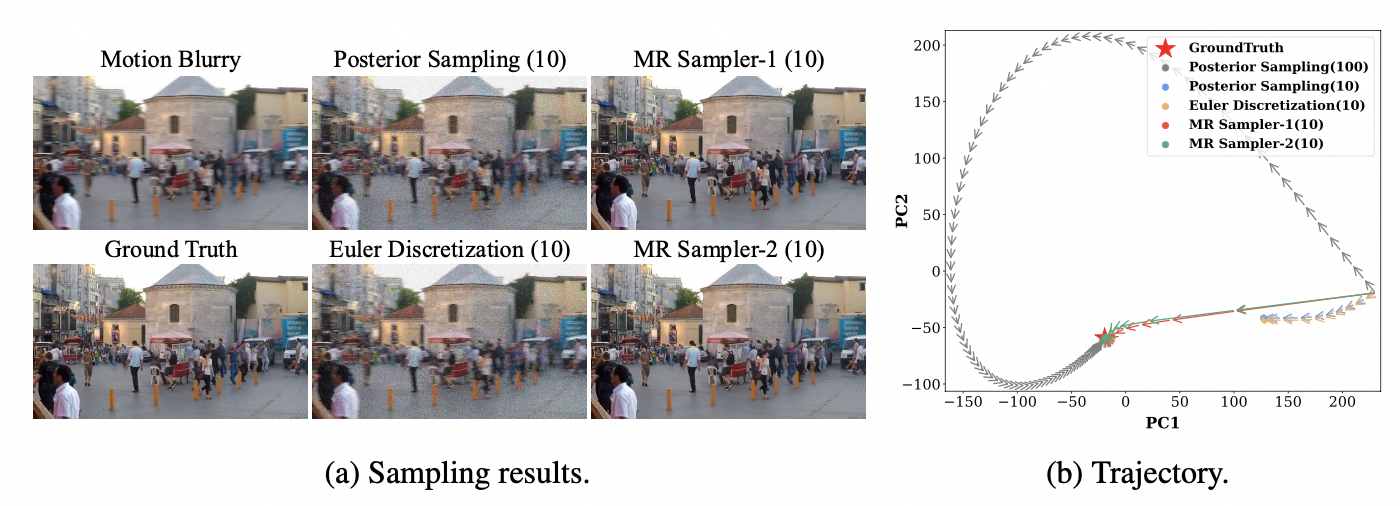 Motion Blurry
Posterior Sampling (10)
MR Sampler-1 (10)
Ground Truth
Euler Discretization (10)
MR Sampler-2 (10)
(a) Sampling results.
PC2
200
150
100
50
0
−50
−100
−150
−100
−50
0
50
100
150
200
PC1
GroundTruth
Posterior Sampling(100)
Posterior Sampling(10)
Euler Discretization(10)
MR Sampler-1(10)
MR Sampler-2(10)
(b) Trajectory.